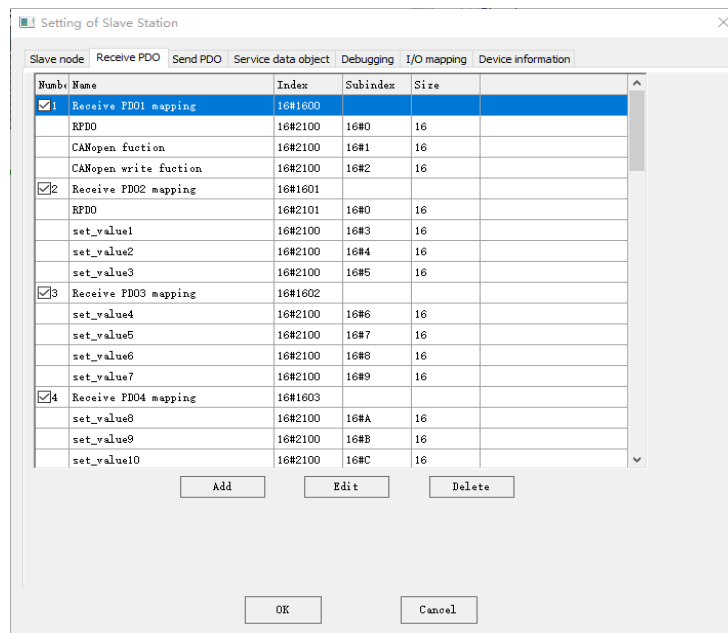 Setting of Slave Station
Slave node Receive PDO Send PDO Service data object Debugging I/O mapping Device information
Numbe Name Index Subindex Size
1 Receive PDO1 mapping 16#1600
RPDO 16#2100 16#0 16
CANopen fuction 16#2100 16#1 16
CANopen write fuction 16#2100 16#2 16
2 Receive PDO2 mapping 16#1601
RPDO 16#2101 16#0 16
set_value1 16#2100 16#3 16
set_value2 16#2100 16#4 16
set_value3 16#2100 16#5 16
3 Receive PDO3 mapping 16#1602
set_value4 16#2100 16#6 16
set_value5 16#2100 16#7 16
set_value6 16#2100 16#8 16
set_value7 16#2100 16#9 16
4 Receive PDO4 mapping 16#1603
set_value8 16#2100 16#A 16
set_value9 16#2100 16#B 16
set_value10 16#2100 16#C 16
Add Edit Delete
OK Cancel